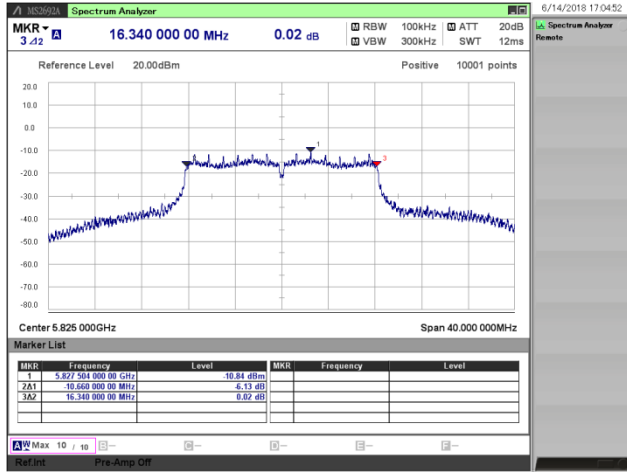 MS2692A Spectrum Analyzer
6/14/2018 17:04:52
MKR A 16.340 000 00 MHz 0.02 dB M RBW 100kHz M ATT 20dB
3 Δ2 M VBW 300kHz SWT 12ms
Spectrum Analyzer
Remote
Reference Level 20.00dBm Positive 10001 points
20.0
10.0
0.0
-10.0
-20.0
-30.0
-40.0
-50.0
-60.0
-70.0
-80.0
1
3
Center 5.825 000GHz Span 40.000 000MHz
Marker List
MKR Frequency Level MKR Frequency Level
1 5.827 504 000 00 GHz -10.84 dBm
2Δ1 -10.660 000 00 MHz -6.13 dB
3Δ2 16.340 000 00 MHz 0.02 dB
A W Max 10 / 10 B-- C-- D-- E-- F--
Ref.Int Pre-Amp Off